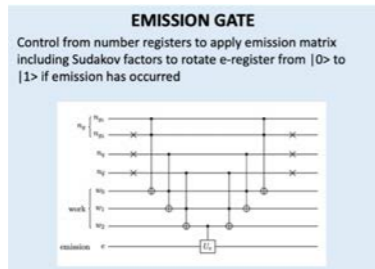 EMISSION GATE
Control from number registers to apply emission matrix
including Sudakov factors to rotate e-register from |0> to
|1> if emission has occurred
work
emission e